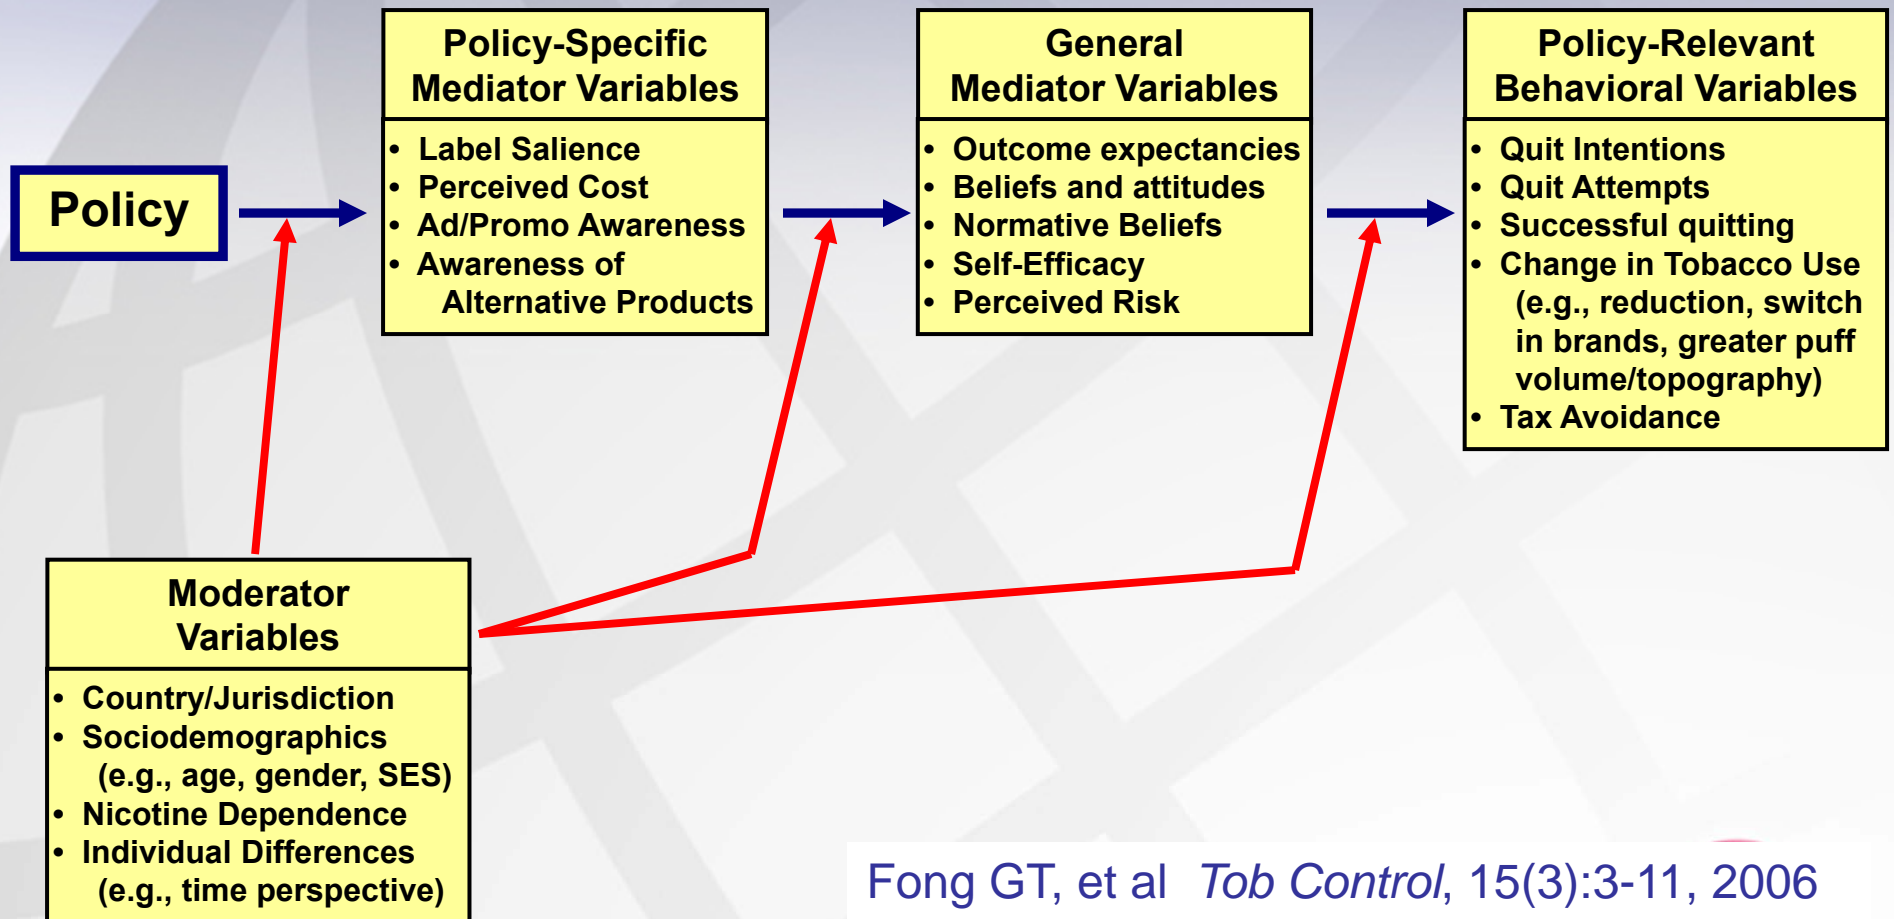 Policy
Policy-Specific
Mediator Variables
• Label Salience
• Perceived Cost
• Ad/Promo Awareness
• Awareness of
Alternative Products
General
Mediator Variables
• Outcome expectancies
• Beliefs and attitudes
• Normative Beliefs
• Self-Efficacy
• Perceived Risk
Policy-Relevant
Behavioral Variables
• Quit Intentions
• Quit Attempts
• Successful quitting
• Change in Tobacco Use
(e.g., reduction, switch
in brands, greater puff
volume/topography)
• Tax Avoidance
Moderator
Variables
• Country/Jurisdiction
• Sociodemographics
(e.g., age, gender, SES)
• Nicotine Dependence
• Individual Differences
(e.g., time perspective)
Fong GT, et al Tob Control, 15(3):3-11, 2006